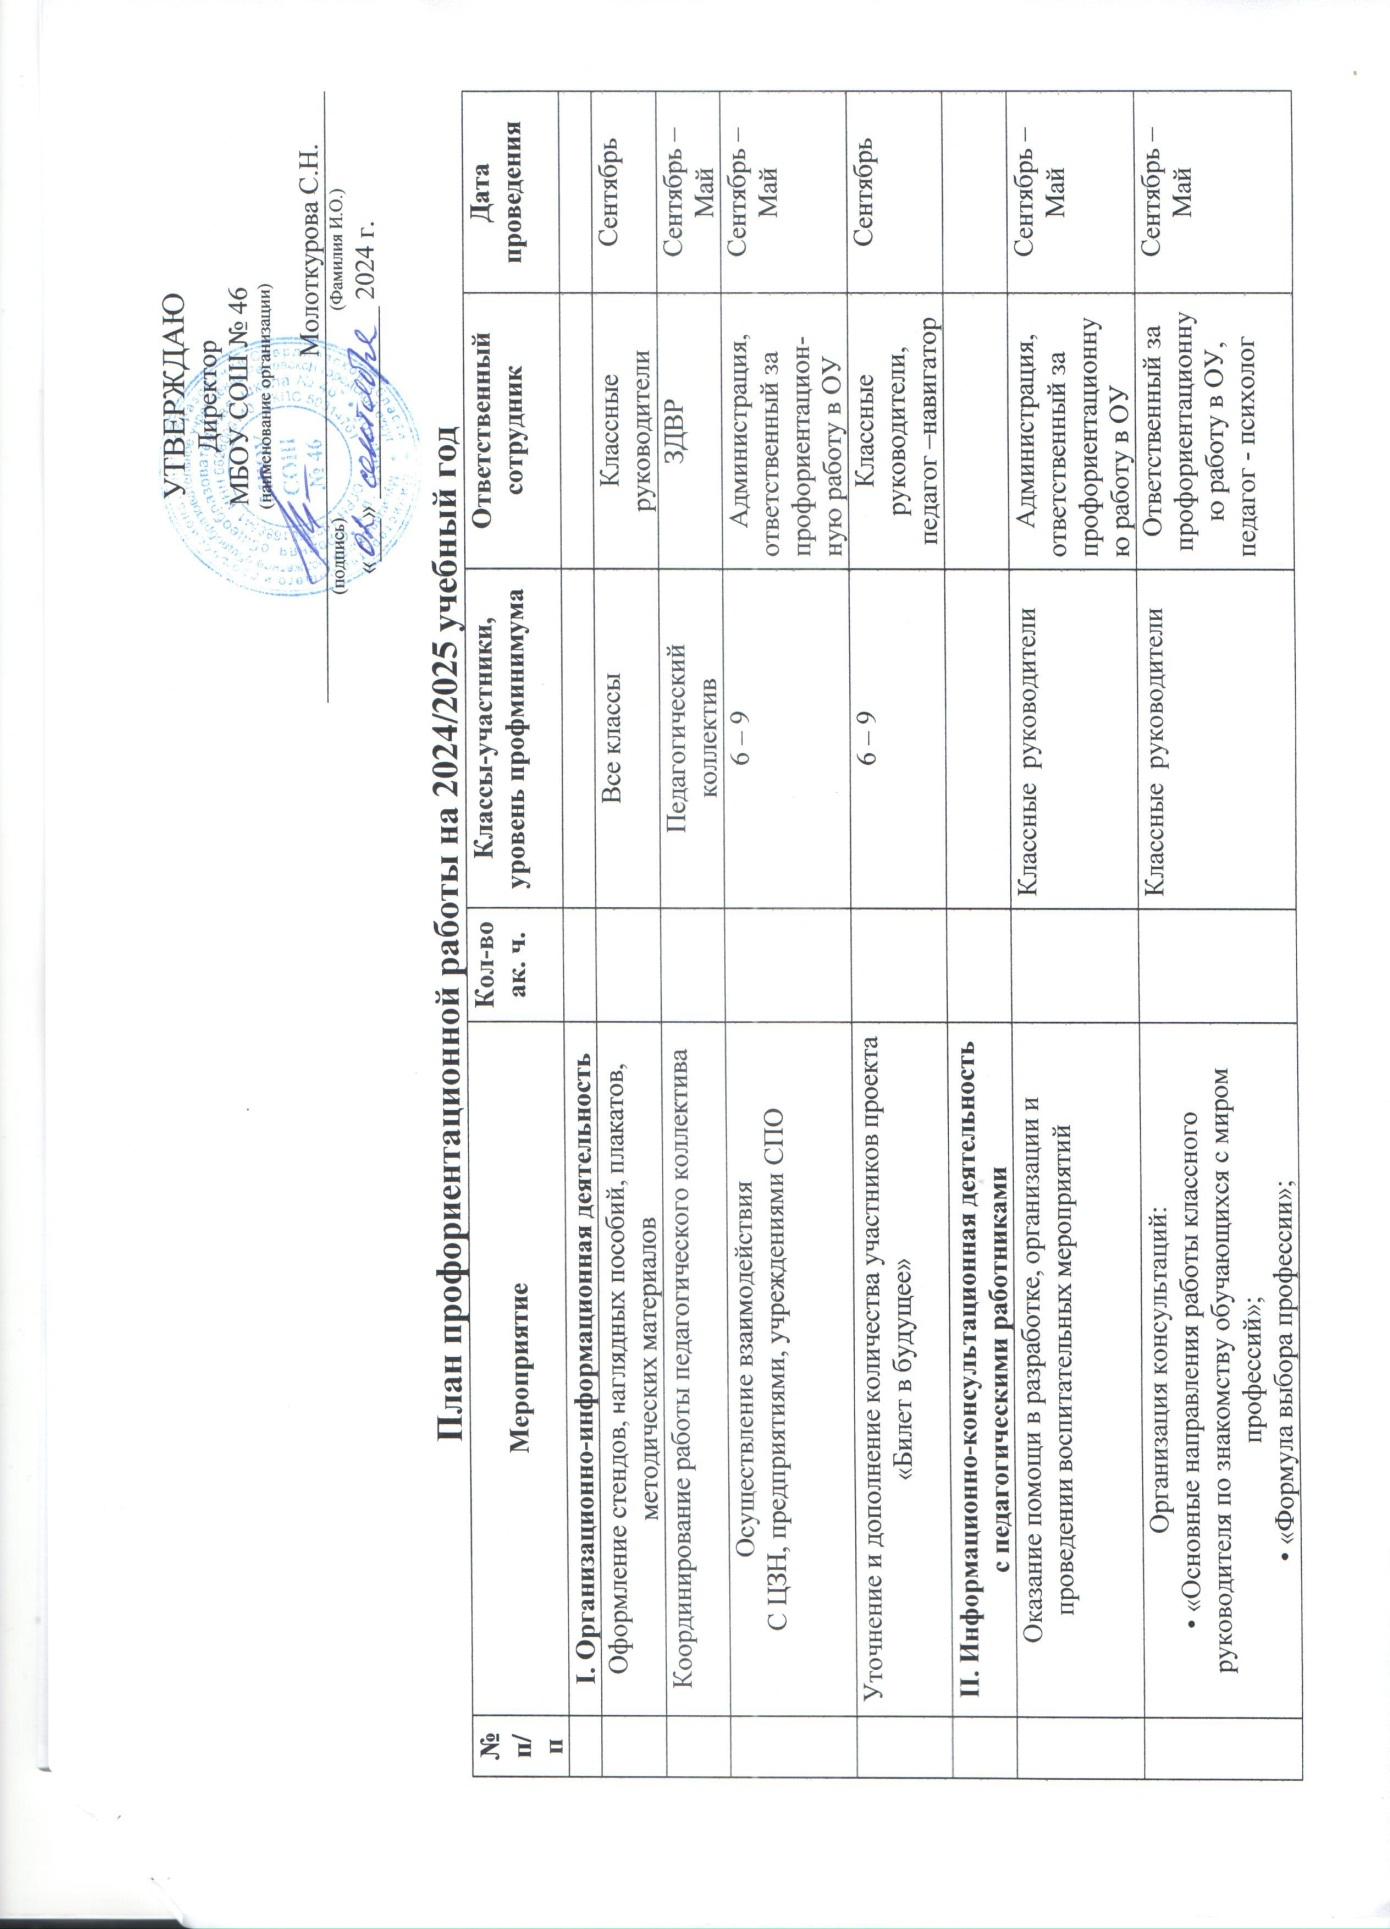 УТВЕРЖДАЮ
Директор
МБОУ СОШ № 46
(наименование организации)
Молоткурова С.Н.
(подпись) (Фамилия И.О.)
« » сентября 2024 г.
СОШ
№ 46
План профориентационной работы на 2024/2025 учебный год
№
п/
п
Мероприятие
Кол-во
ак. ч.
Классы-участники,
уровень профминимума
Ответственный
сотрудник
Дата
проведения
I. Организационно-информационная деятельность
Оформление стендов, наглядных пособий, плакатов,
методических материалов
Все классы
Классные
руководители
Сентябрь
Координирование работы педагогического коллектива
Педагогический
коллектив
ЗДВР
Сентябрь –
Май
Осуществление взаимодействия
С ЦЗН, предприятиями, учреждениями СПО
6 – 9
Администрация,
ответственный за
профориентацион-
ную работу в ОУ
Сентябрь –
Май
Уточнение и дополнение количества участников проекта
«Билет в будущее»
6 – 9
Классные
руководители,
педагог –навигатор
Сентябрь
II. Информационно-консультационная деятельность
с педагогическими работниками
Оказание помощи в разработке, организации и
проведении воспитательных мероприятий
Классные руководители
Администрация,
ответственный за
профориентационну
ю работу в ОУ
Сентябрь –
Май
Организация консультаций:
• «Основные направления работы классного
руководителя по знакомству обучающихся с миром
профессий»;
• «Формула выбора профессии»;
Классные руководители
Ответственный за
профориентационну
ю работу в ОУ,
педагог - психолог
Сентябрь –
Май